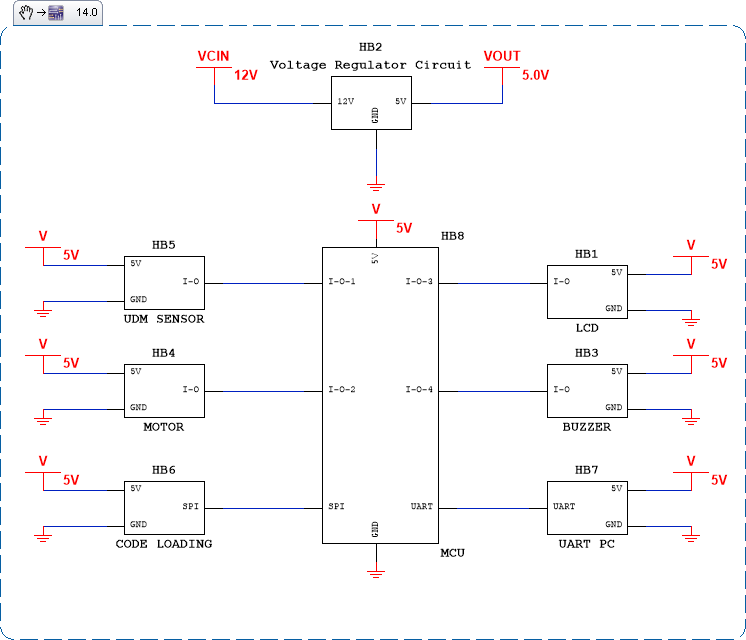 14.0
HB2
Voltage Regulator Circuit
VCIN
12V
VOUT
5.0V
12V
5V
GND
V
5V
HB8
5V
I-O-1
I-O-2
SPI
I-O-3
I-O-4
UART
GND
MCU
V
5V
HB5
5V
I-O
GND
UDM SENSOR
V
5V
HB4
5V
I-O
GND
MOTOR
V
5V
HB6
5V
SPI
GND
CODE LOADING
HB1
V
5V
5V
I-O
GND
LCD
HB3
V
5V
5V
I-O
GND
BUZZER
HB7
V
5V
5V
UART
GND
UART PC